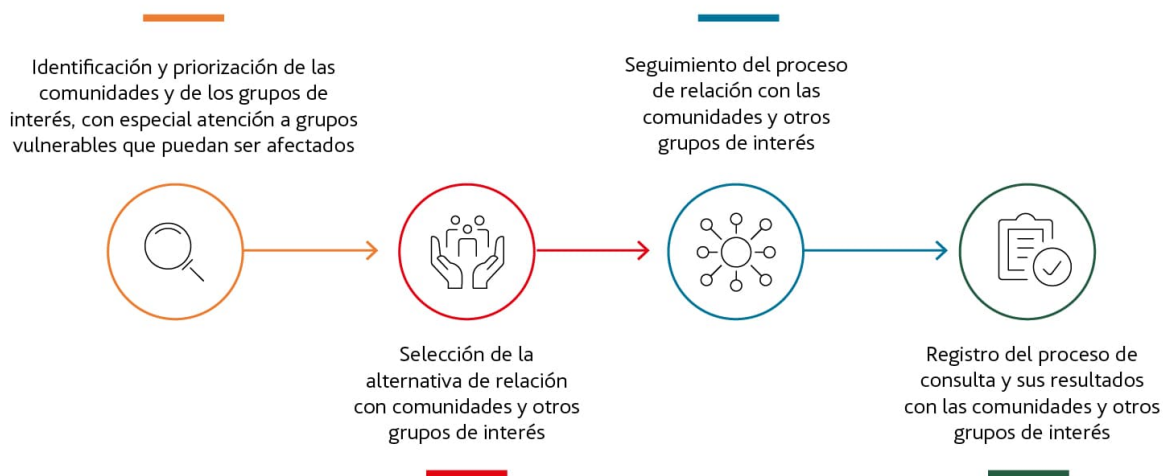 Identificación y priorización de las
comunidades y de los grupos de
interés, con especial atención a grupos
vulnerables que puedan ser afectados
Selección de la
alternativa de relación
con comunidades y otros
grupos de interés
Seguimiento del proceso
de relación con las
comunidades y otros
grupos de interés
Registro del proceso de
consulta y sus resultados
con las comunidades y otros
grupos de interés